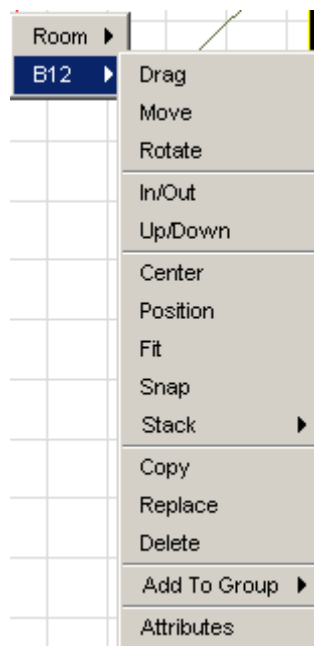 Room
B12
Drag
Move
Rotate
In/Out
Up/Down
Center
Position
Fit
Snap
Stack
Copy
Replace
Delete
Add To Group
Attributes